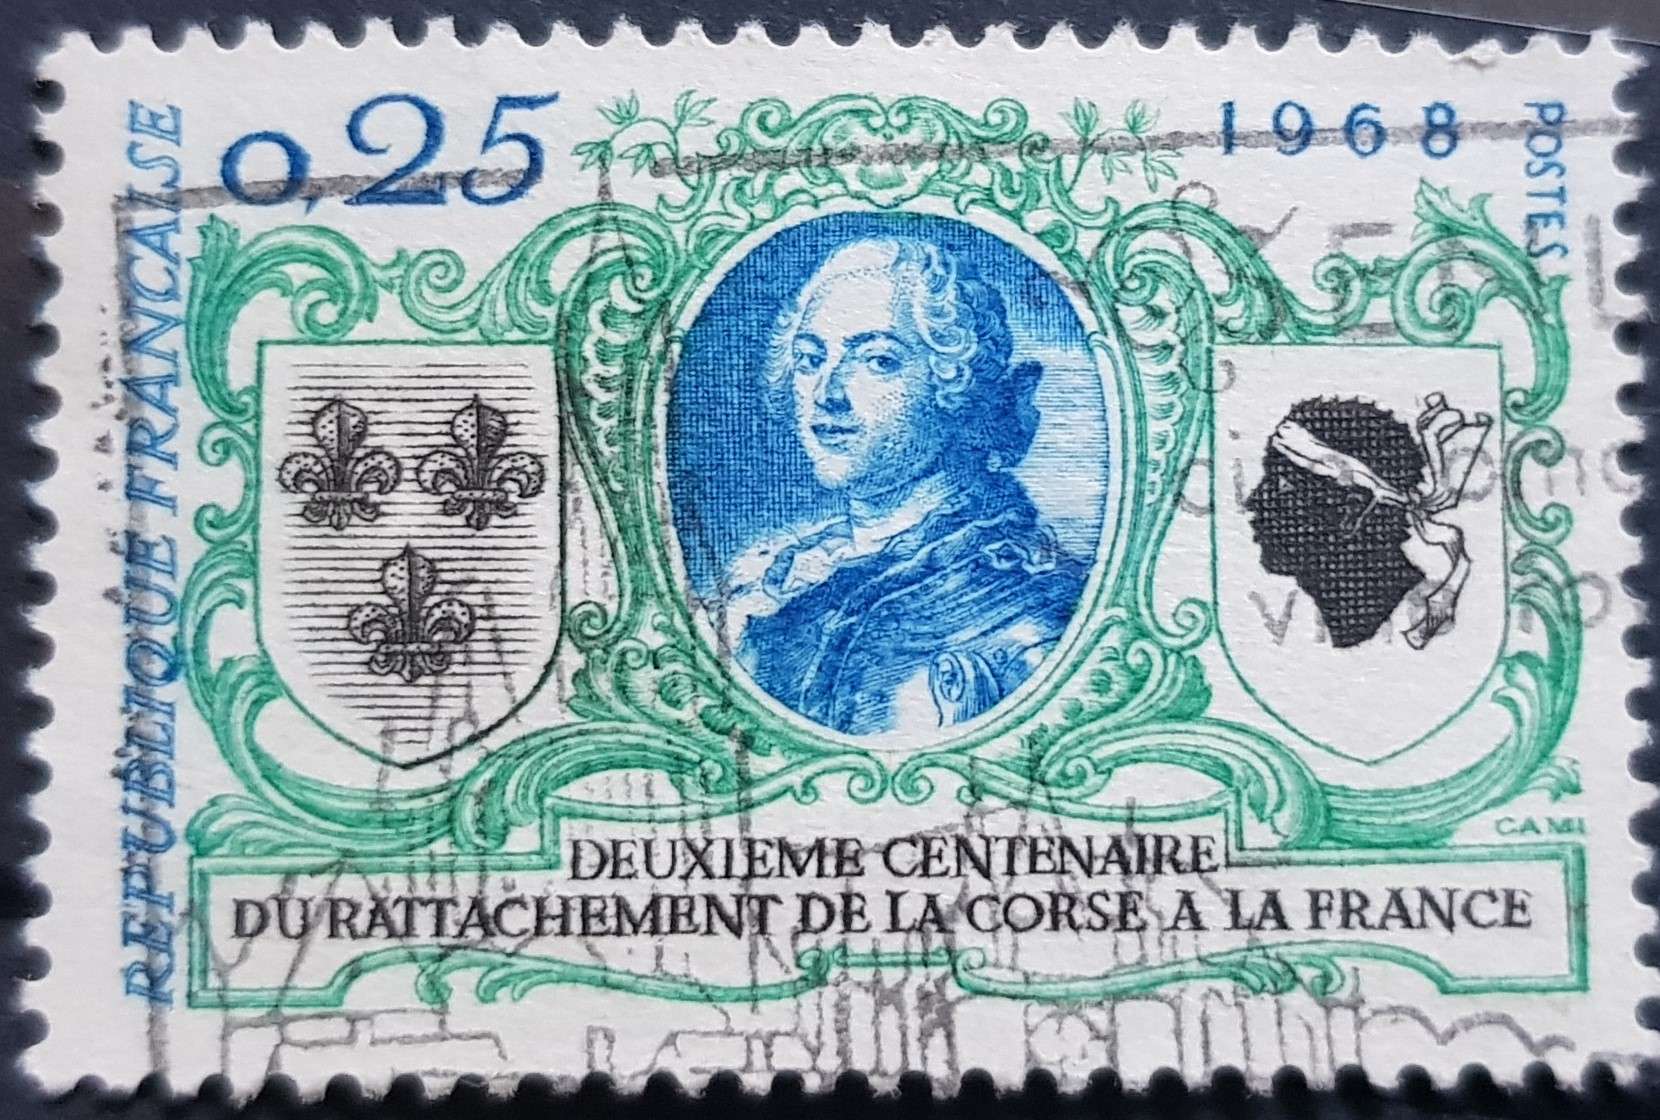 0,25
1968
POSTES
REPUBLIQUE FRANCAISE
CAMI
DEUXIEME CENTENAIRE
DU RATTACHEMENT DE LA CORSE A LA FRANCE